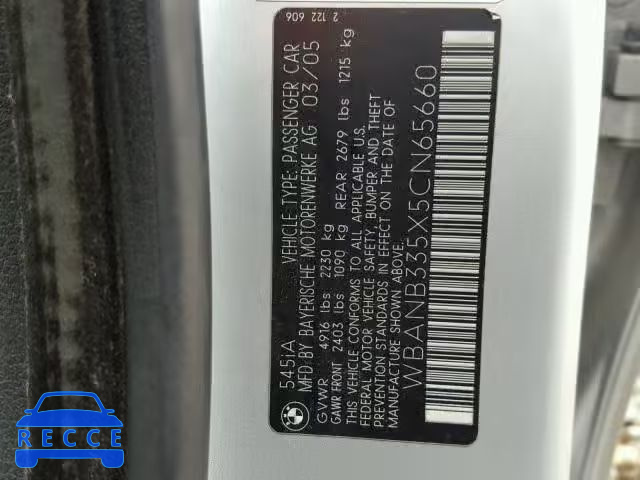 2 122 606
545iA VEHICLE TYPE: PASSENGER CAR
MFD BY BAYERISCHE MOTORENWERKE AG 03/05
GVWR 4916 lbs 2230 kg
GAWR FRONT 2403 lbs 1090 kg REAR 2679 lbs 1215 kg
THIS VEHICLE CONFORMS TO ALL APPLICABLE U.S.
FEDERAL MOTOR VEHICLE SAFETY, BUMPER AND THEFT
PREVENTION STANDARDS IN EFFECT ON THE DATE OF
MANUFACTURE SHOWN ABOVE.
WBANB335X5CN65660
RECCE